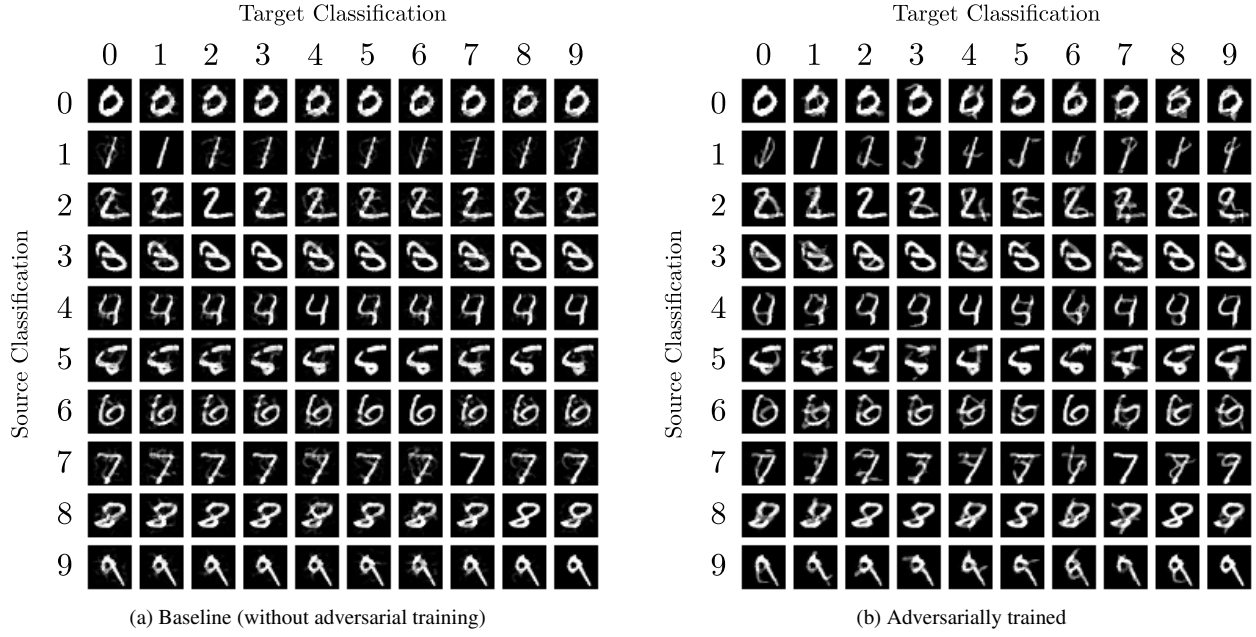 Target Classification
0 1 2 3 4 5 6 7 8 9
Source Classification
0
1
2
3
4
5
6
7
8
9
(a) Baseline (without adversarial training)
Target Classification
0 1 2 3 4 5 6 7 8 9
Source Classification
0
1
2
3
4
5
6
7
8
9
(b) Adversarially trained